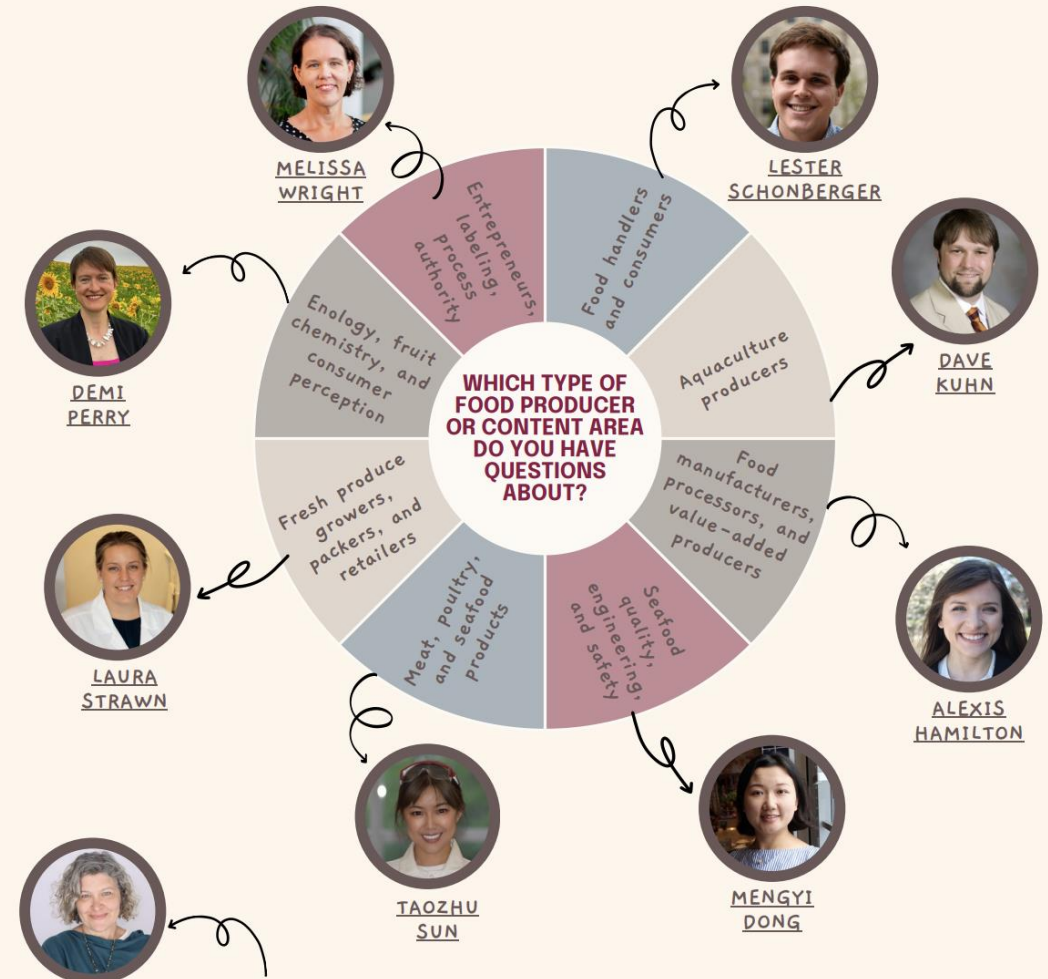 MELISSA
WRIGHT
LESTER
SCHONBERGER
Entrepreneurs,
labeling,
process
authority
Food handlers
and consumers
DEMI
PERRY
Enology, fruit
chemistry, and
consumer
perception
Aquaculture
producers
DAVE
KUHN
WHICH TYPE OF
FOOD PRODUCER
OR CONTENT AREA
DO YOU HAVE
QUESTIONS
ABOUT?
Fresh produce
growers,
packers, and
retailers
Food
manufacturers,
processors, and
value-added
producers
LAURA
STRAWN
Meat, poultry,
and seafood
products
Seafood
quality,
engineering,
and safety
ALEXIS
HAMILTON
TAOZHU
SUN
MENGYI
DONG